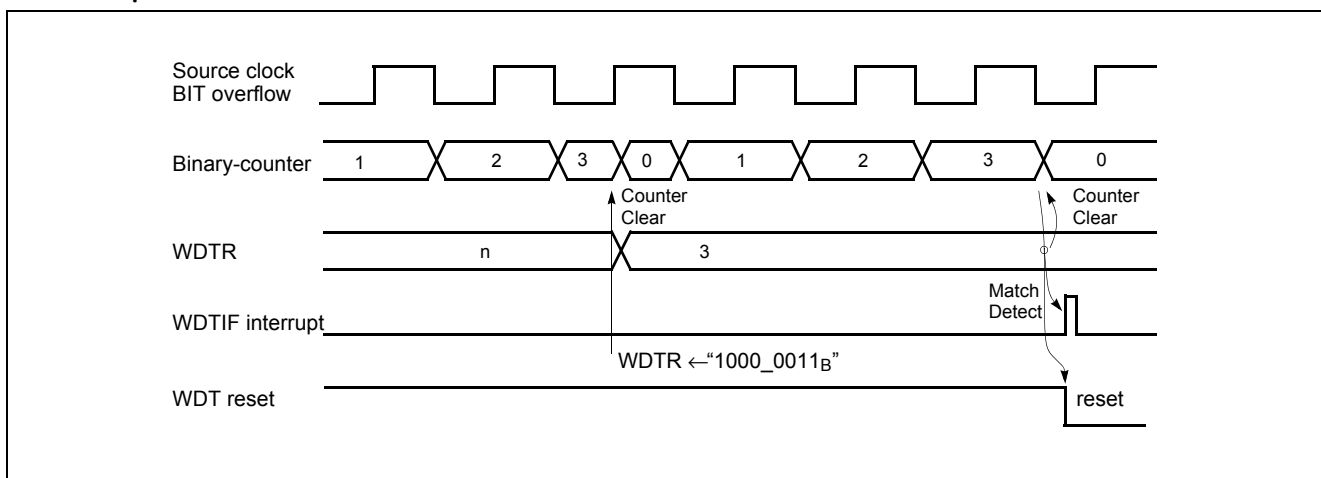 Source clock
BIT overflow
Binary-counter
1
2
3
0
1
2
3
0
Counter
Clear
Counter
Clear
WDTR
n
3
Match
Detect
WDTIF interrupt
WDTR ←“1000_0011B”
WDT reset
reset